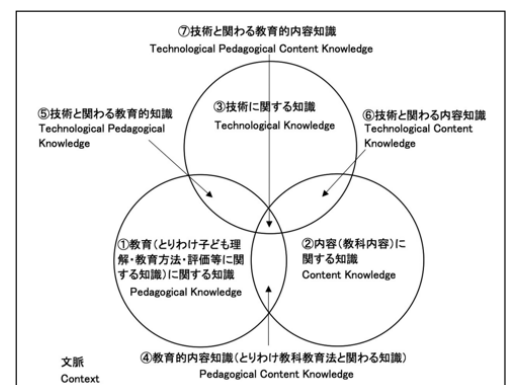 ⑦技術と関わる教育的内容知識
Technological Pedagogical Content Knowledge
⑤技術と関わる教育的知識
Technological Pedagogical
Knowledge
③技術に関する知識
Technological Knowledge
⑥技術と関わる内容知識
Technological Content
Knowledge
①教育(とりわけ子ども理
解・教育方法・評価等に関
する知識)に関する知識
Pedagogical Knowledge
②内容(教科内容)に
関する知識
Content Knowledge
④教育的内容知識(とりわけ教科教育法と関わる知識)
Pedagogical Content Knowledge
文脈
Context